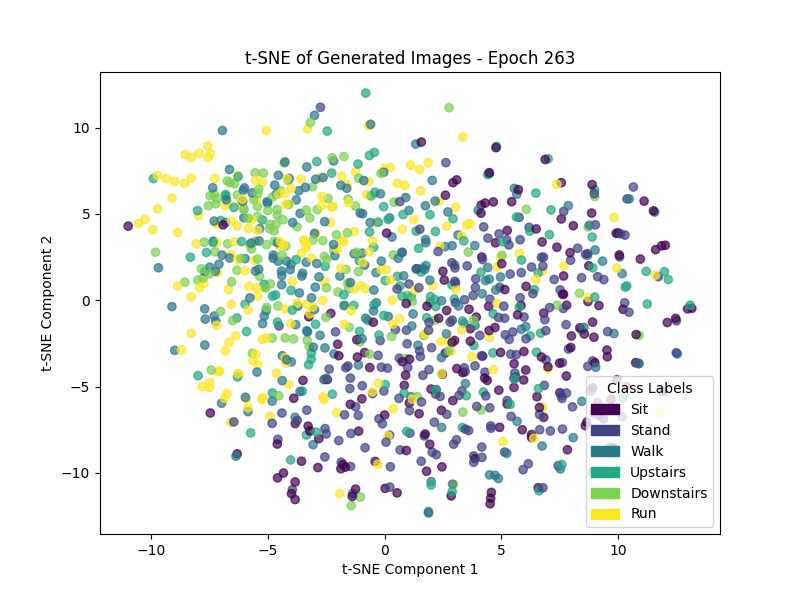 t-SNE of Generated Images - Epoch 263
t-SNE Component 2
10
5
0
−5
−10
−10
−5
0
5
10
t-SNE Component 1
Class Labels
Sit
Stand
Walk
Upstairs
Downstairs
Run